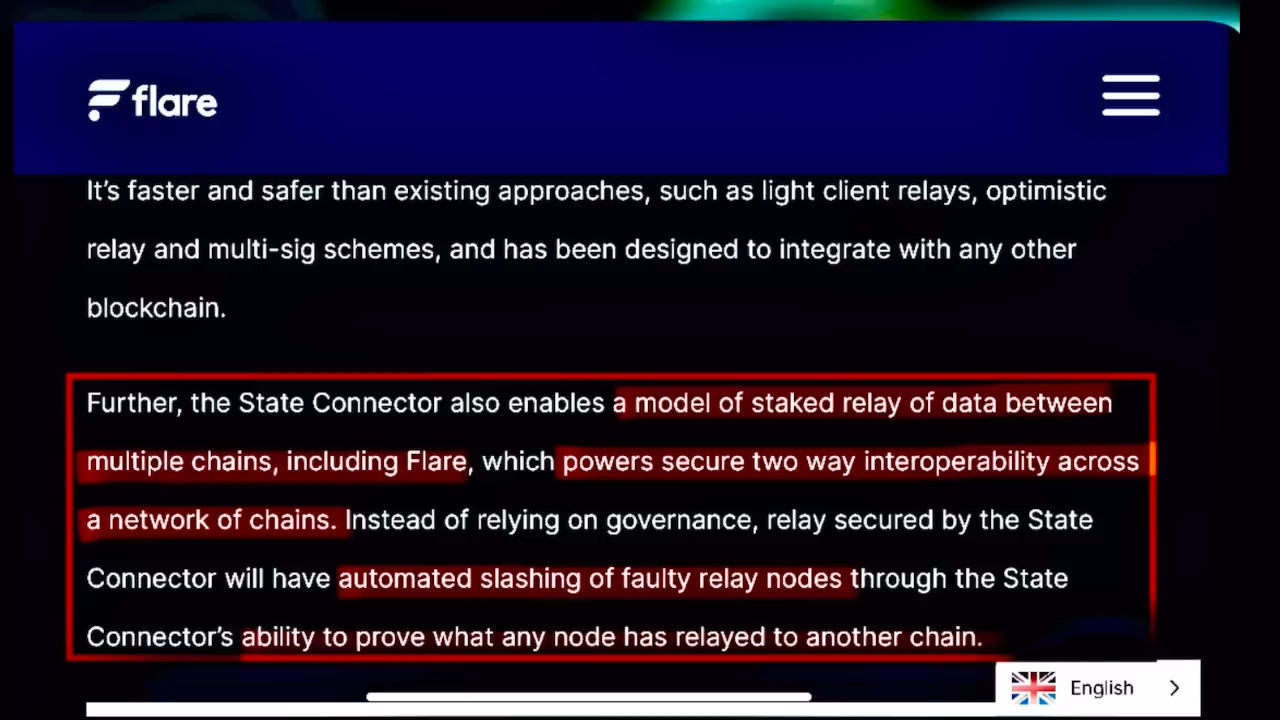 flare
It’s faster and safer than existing approaches, such as light client relays, optimistic
relay and multi-sig schemes, and has been designed to integrate with any other
blockchain.
Further, the State Connector also enables a model of staked relay of data between
multiple chains, including Flare, which powers secure two way interoperability across
a network of chains. Instead of relying on governance, relay secured by the State
Connector will have automated slashing of faulty relay nodes through the State
Connector’s ability to prove what any node has relayed to another chain.
English